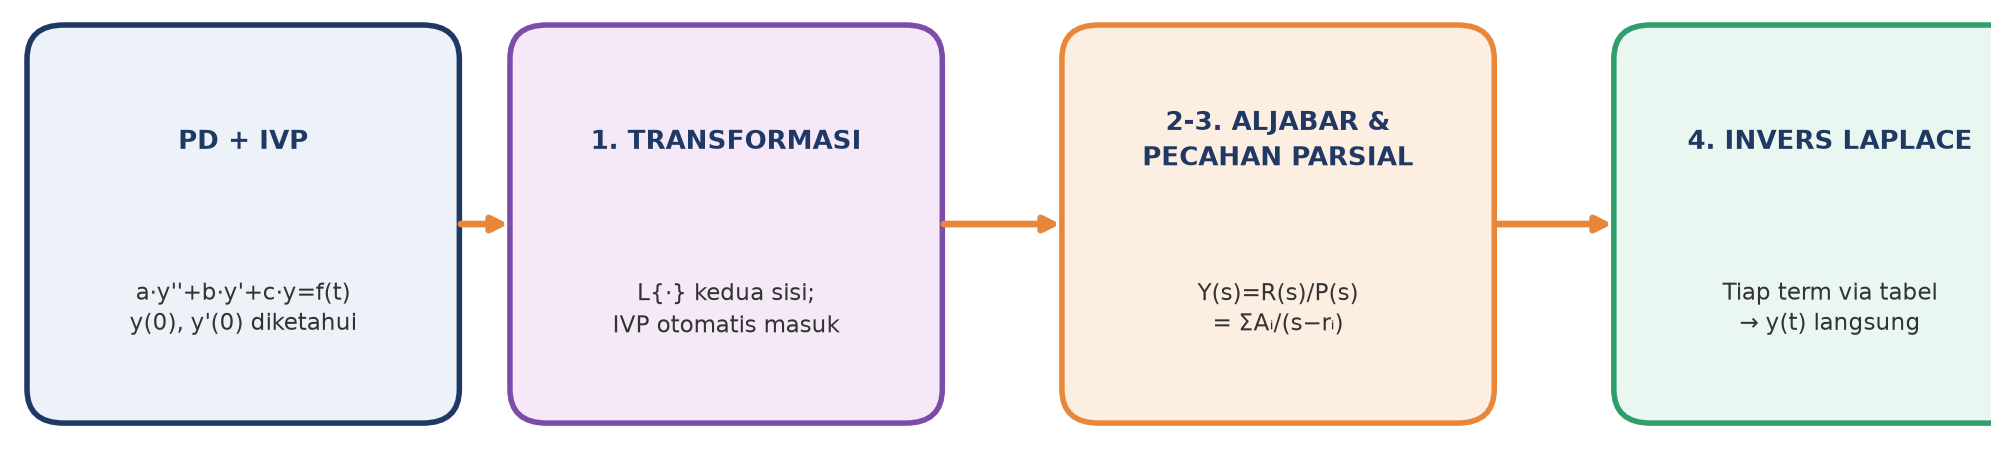 PD + IVP
a·y''+b·y'+c·y=f(t)
y(0), y'(0) diketahui
1. TRANSFORMASI
L{·} kedua sisi;
IVP otomatis masuk
2-3. ALJABAR &
PECAHAN PARSIAL
Y(s)=R(s)/P(s)
= ΣAᵢ/(s−rᵢ)
4. INVERS LAPLACE
Tiap term via tabel
→ y(t) langsung